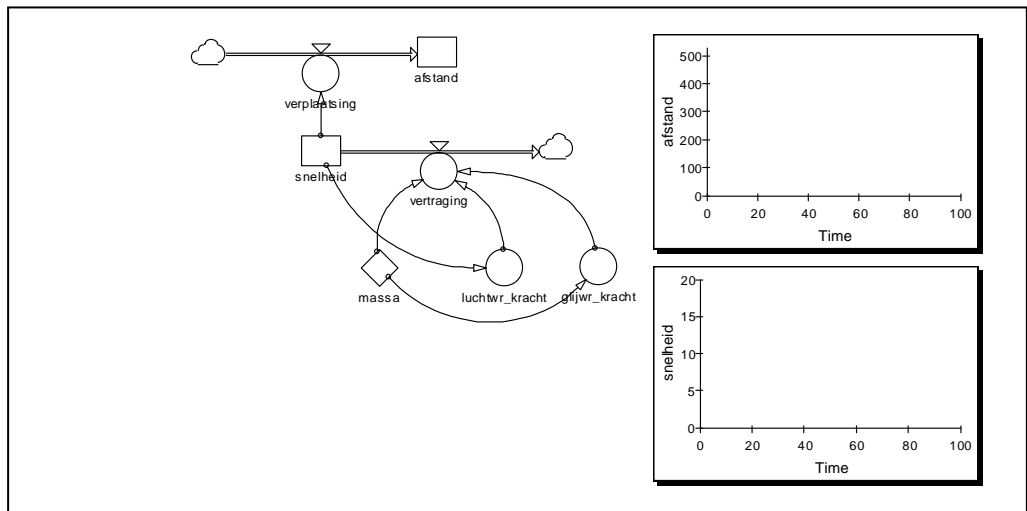 afstand
verplaatsing
snelheid
vertraging
massa
luchtwr_kracht
glijwr_kracht
500
400
300
200
100
0
afstand
0 20 40 60 80 100
Time
20
15
10
5
0
snelheid
0 20 40 60 80 100
Time